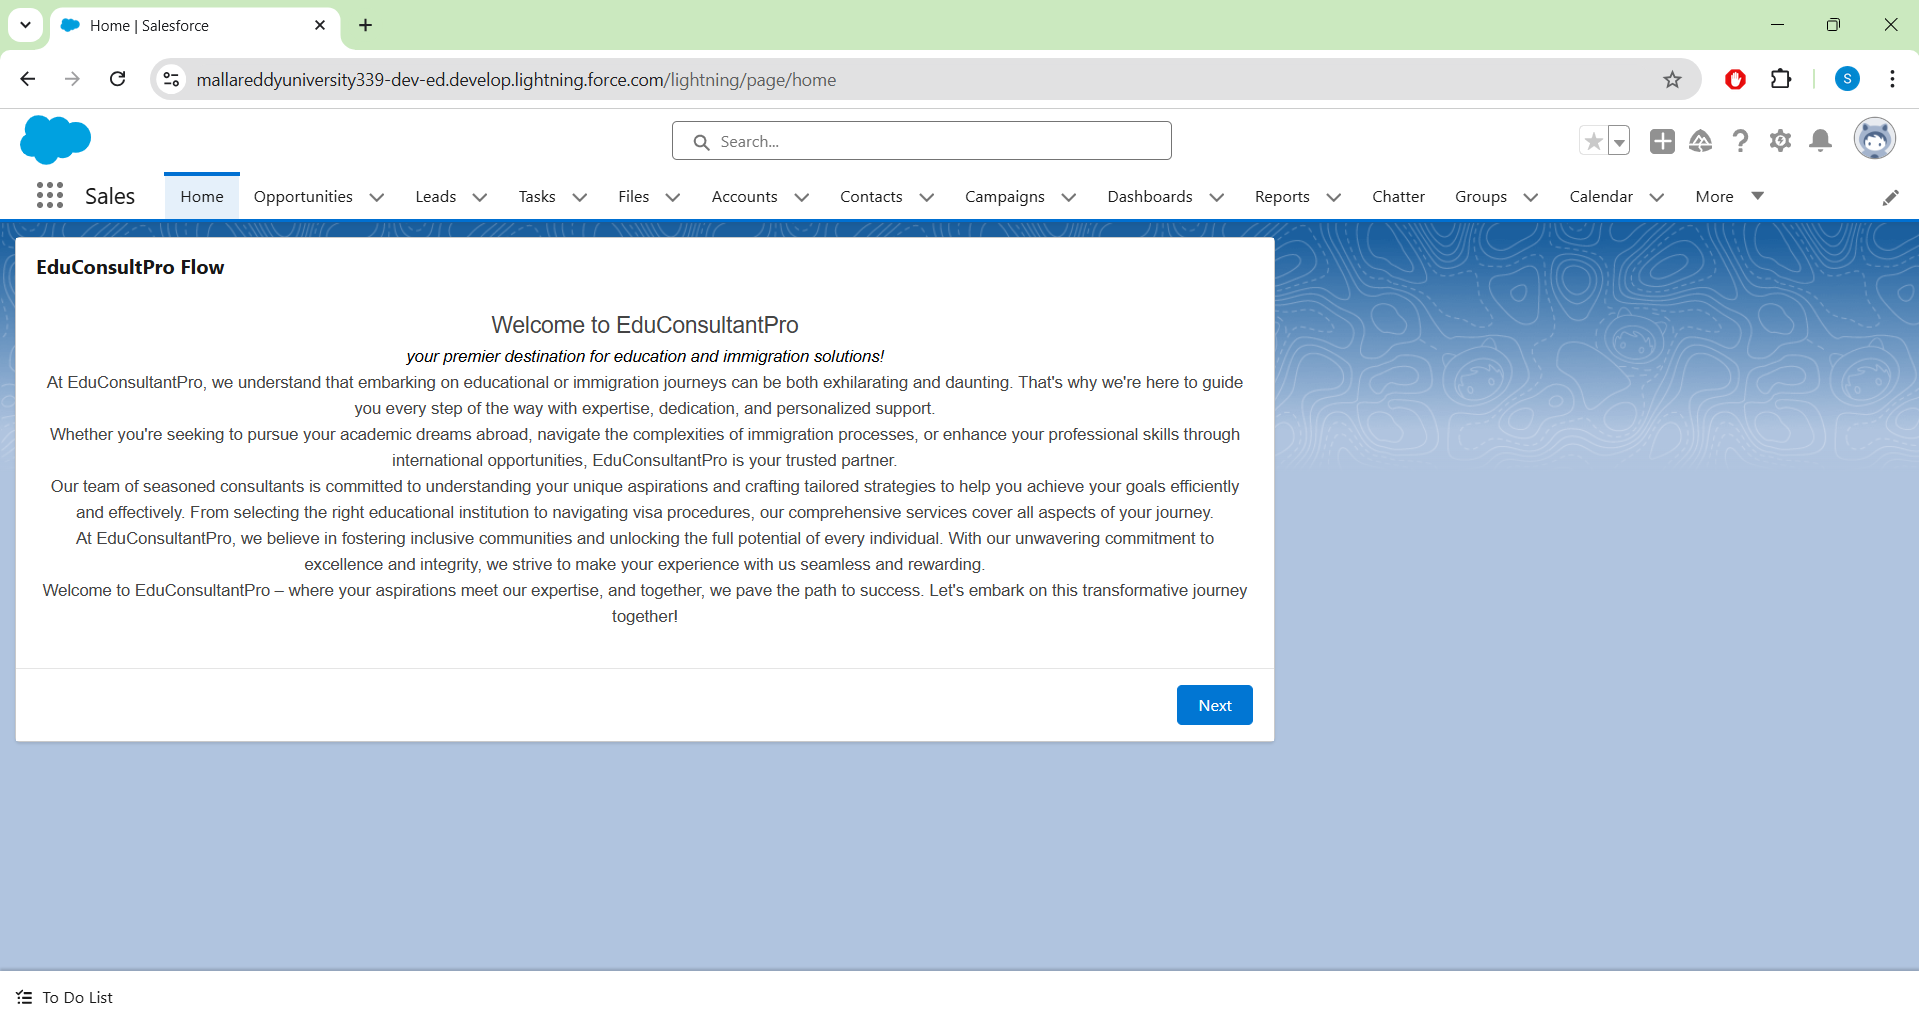 Home | Salesforce
mallareddyuniversity339-dev-ed.develop.lightning.force.com/lightning/page/home
S
Search...
Sales
Home
Opportunities
Leads
Tasks
Files
Accounts
Contacts
Campaigns
Dashboards
Reports
Chatter
Groups
Calendar
More
EduConsultPro Flow
Welcome to EduConsultantPro
your premier destination for education and immigration solutions!
At EduConsultantPro, we understand that embarking on educational or immigration journeys can be both exhilarating and daunting. That's why we're here to guide
you every step of the way with expertise, dedication, and personalized support.
Whether you're seeking to pursue your academic dreams abroad, navigate the complexities of immigration processes, or enhance your professional skills through
international opportunities, EduConsultantPro is your trusted partner.
Our team of seasoned consultants is committed to understanding your unique aspirations and crafting tailored strategies to help you achieve your goals efficiently
and effectively. From selecting the right educational institution to navigating visa procedures, our comprehensive services cover all aspects of your journey.
At EduConsultantPro, we believe in fostering inclusive communities and unlocking the full potential of every individual. With our unwavering commitment to
excellence and integrity, we strive to make your experience with us seamless and rewarding.
Welcome to EduConsultantPro – where your aspirations meet our expertise, and together, we pave the path to success. Let's embark on this transformative journey
together!
Next
To Do List